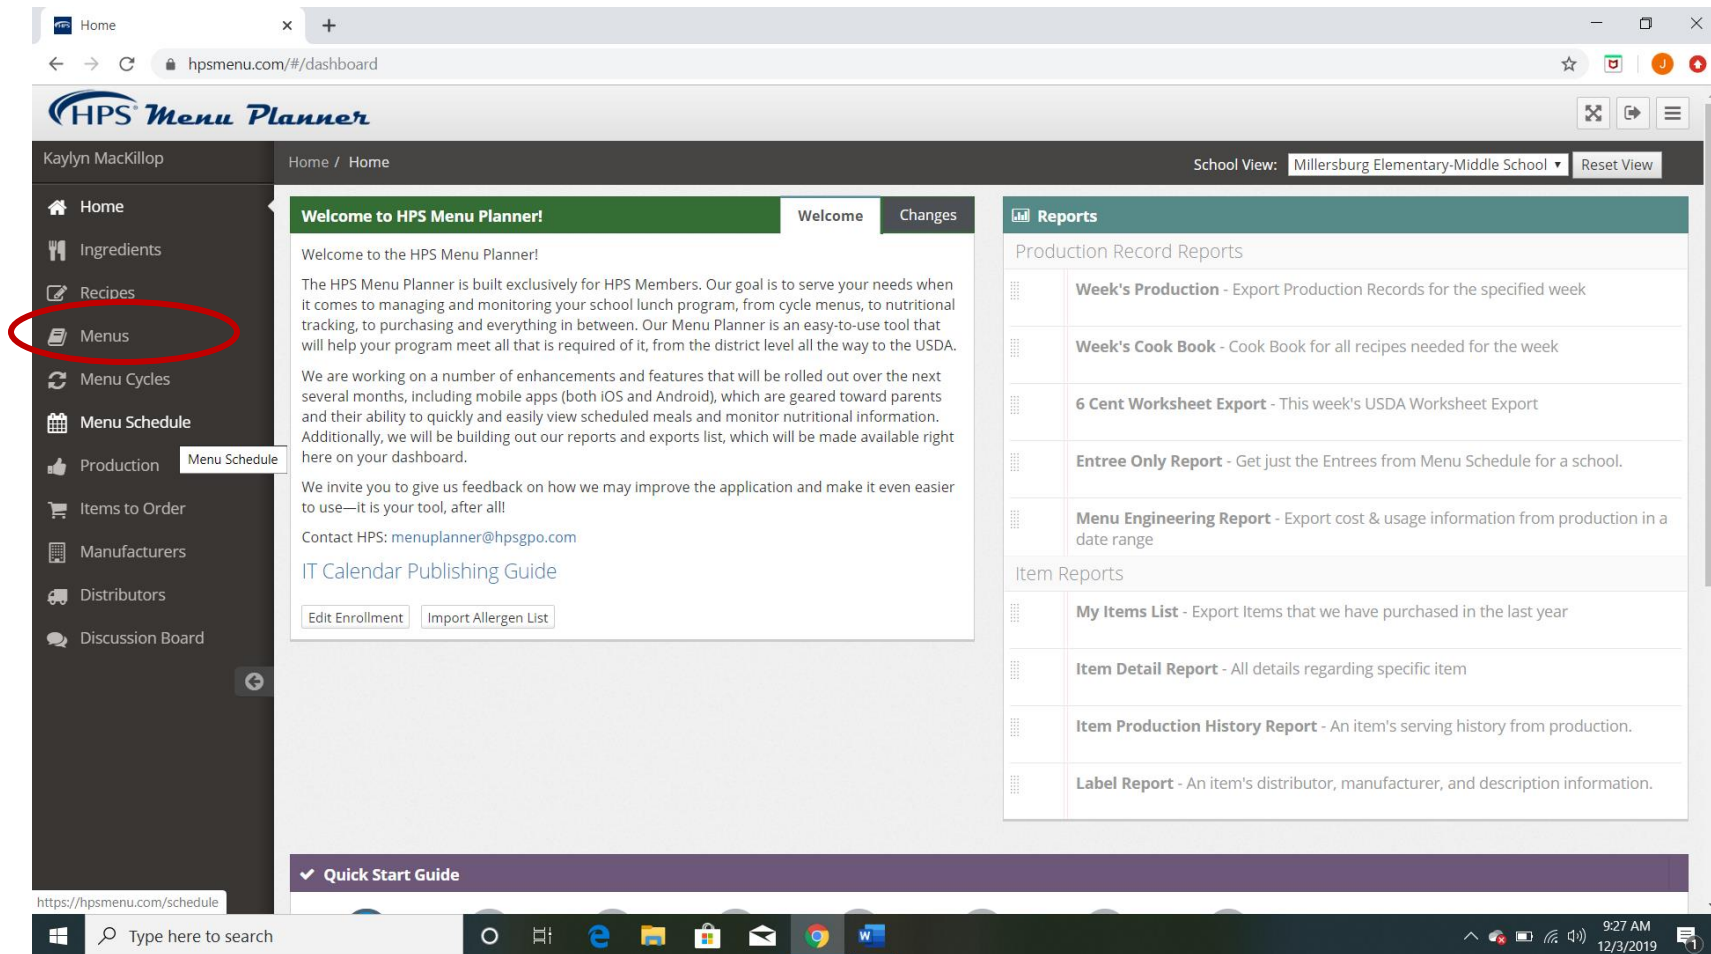 Home
hpsmenu.com/#/dashboard
J
HPS® Menu Planner
Kaylyn MacKillop
Home / Home
School View: Millersburg Elementary-Middle School Reset View
Home
Ingredients
Recipes
Menus
Menu Cycles
Menu Schedule
Production
Menu Schedule
Items to Order
Manufacturers
Distributors
Discussion Board
Welcome to HPS Menu Planner! Welcome Changes
Welcome to the HPS Menu Planner!
The HPS Menu Planner is built exclusively for HPS Members. Our goal is to serve your needs when
it comes to managing and monitoring your school lunch program, from cycle menus, to nutritional
tracking, to purchasing and everything in between. Our Menu Planner is an easy-to-use tool that
will help your program meet all that is required of it, from the district level all the way to the USDA.
We are working on a number of enhancements and features that will be rolled out over the next
several months, including mobile apps (both iOS and Android), which are geared toward parents
and their ability to quickly and easily view scheduled meals and monitor nutritional information.
Additionally, we will be building out our reports and exports list, which will be made available right
here on your dashboard.
We invite you to give us feedback on how we may improve the application and make it even easier
to use—it is your tool, after all!
Contact HPS: menuplanner@hpsgpo.com
IT Calendar Publishing Guide
Edit Enrollment Import Allergen List
Reports
Production Record Reports
Week's Production - Export Production Records for the specified week
Week's Cook Book - Cook Book for all recipes needed for the week
6 Cent Worksheet Export - This week's USDA Worksheet Export
Entree Only Report - Get just the Entrees from Menu Schedule for a school.
Menu Engineering Report - Export cost & usage information from production in a
date range
Item Reports
My Items List - Export Items that we have purchased in the last year
Item Detail Report - All details regarding specific item
Item Production History Report - An item's serving history from production.
Label Report - An item's distributor, manufacturer, and description information.
Quick Start Guide
https://hpsmenu.com/schedule
Type here to search
W
9:27 AM
12/3/2019
1